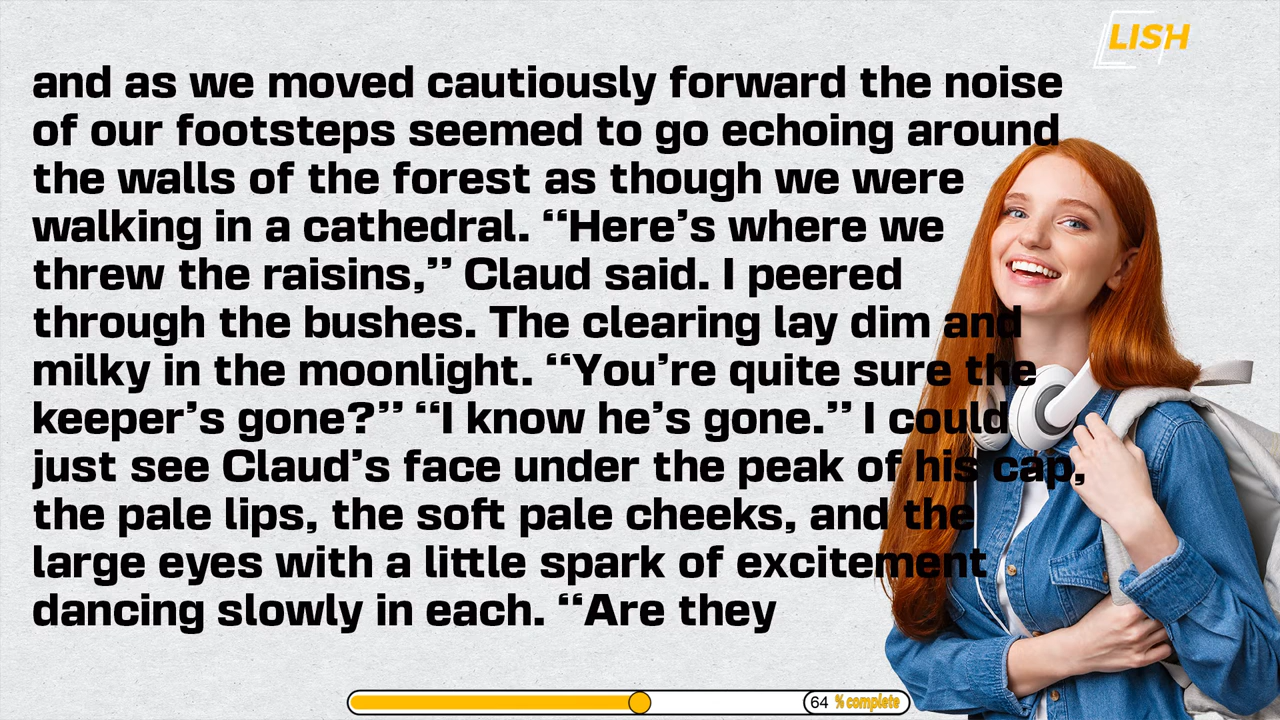 LISH
and as we moved cautiously forward the noise
of our footsteps seemed to go echoing around
the walls of the forest as though we were
walking in a cathedral. “Here’s where we
threw the raisins,” Claud said. I peered
through the bushes. The clearing lay dim and
milky in the moonlight. “You’re quite sure the
keeper’s gone?” “I know he’s gone.” I could
just see Claud’s face under the peak of his cap,
the pale lips, the soft pale cheeks, and the
large eyes with a little spark of excitement
dancing slowly in each. “Are they
64 % complete